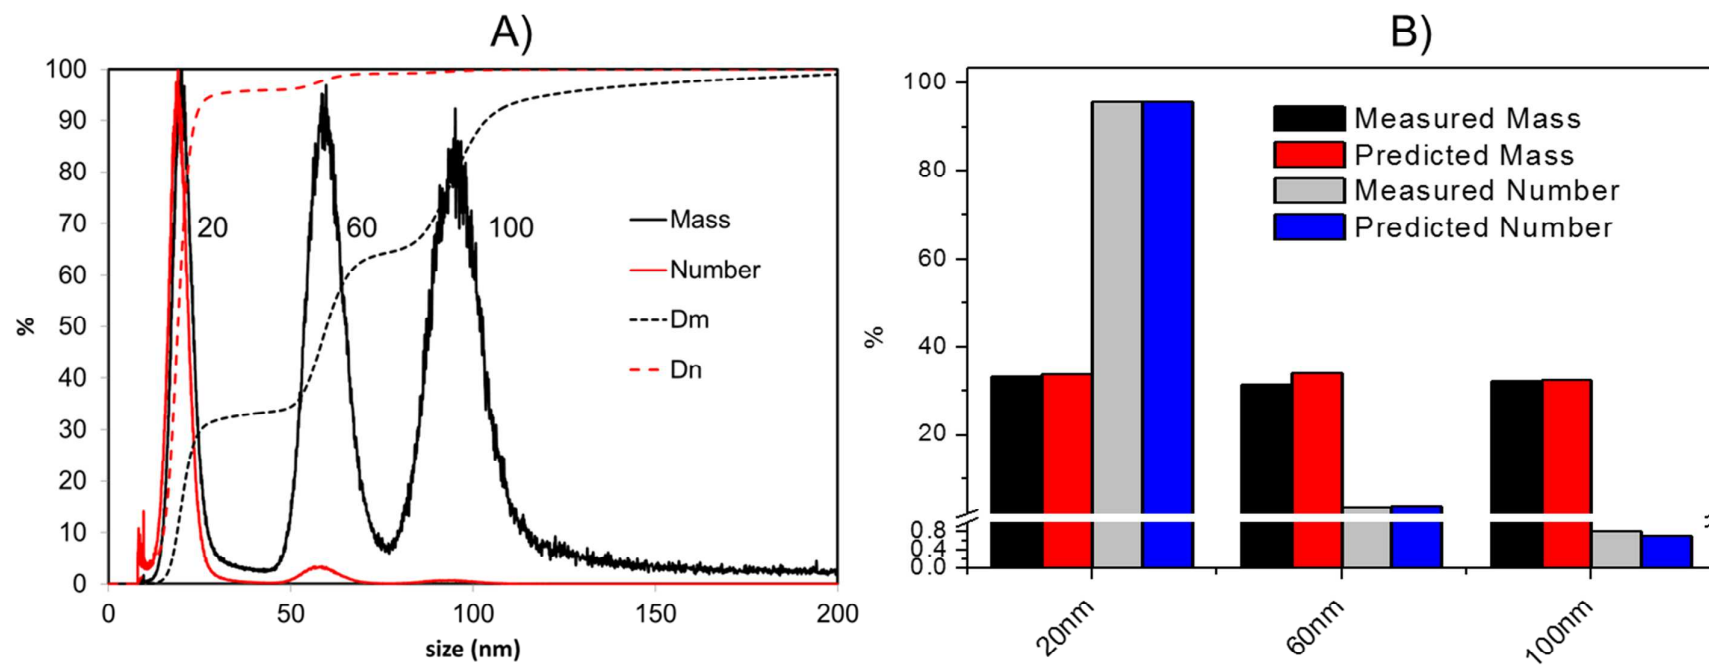 A)
100
90
80
70
60
50
40
30
20
10
0
%
20
60
100
Mass
Number
Dm
Dn
0
50
100
150
200
size (nm)
B)
100
80
60
40
20
0.8
0.4
0.0
%
Measured Mass
Predicted Mass
Measured Number
Predicted Number
20nm
60nm
100nm